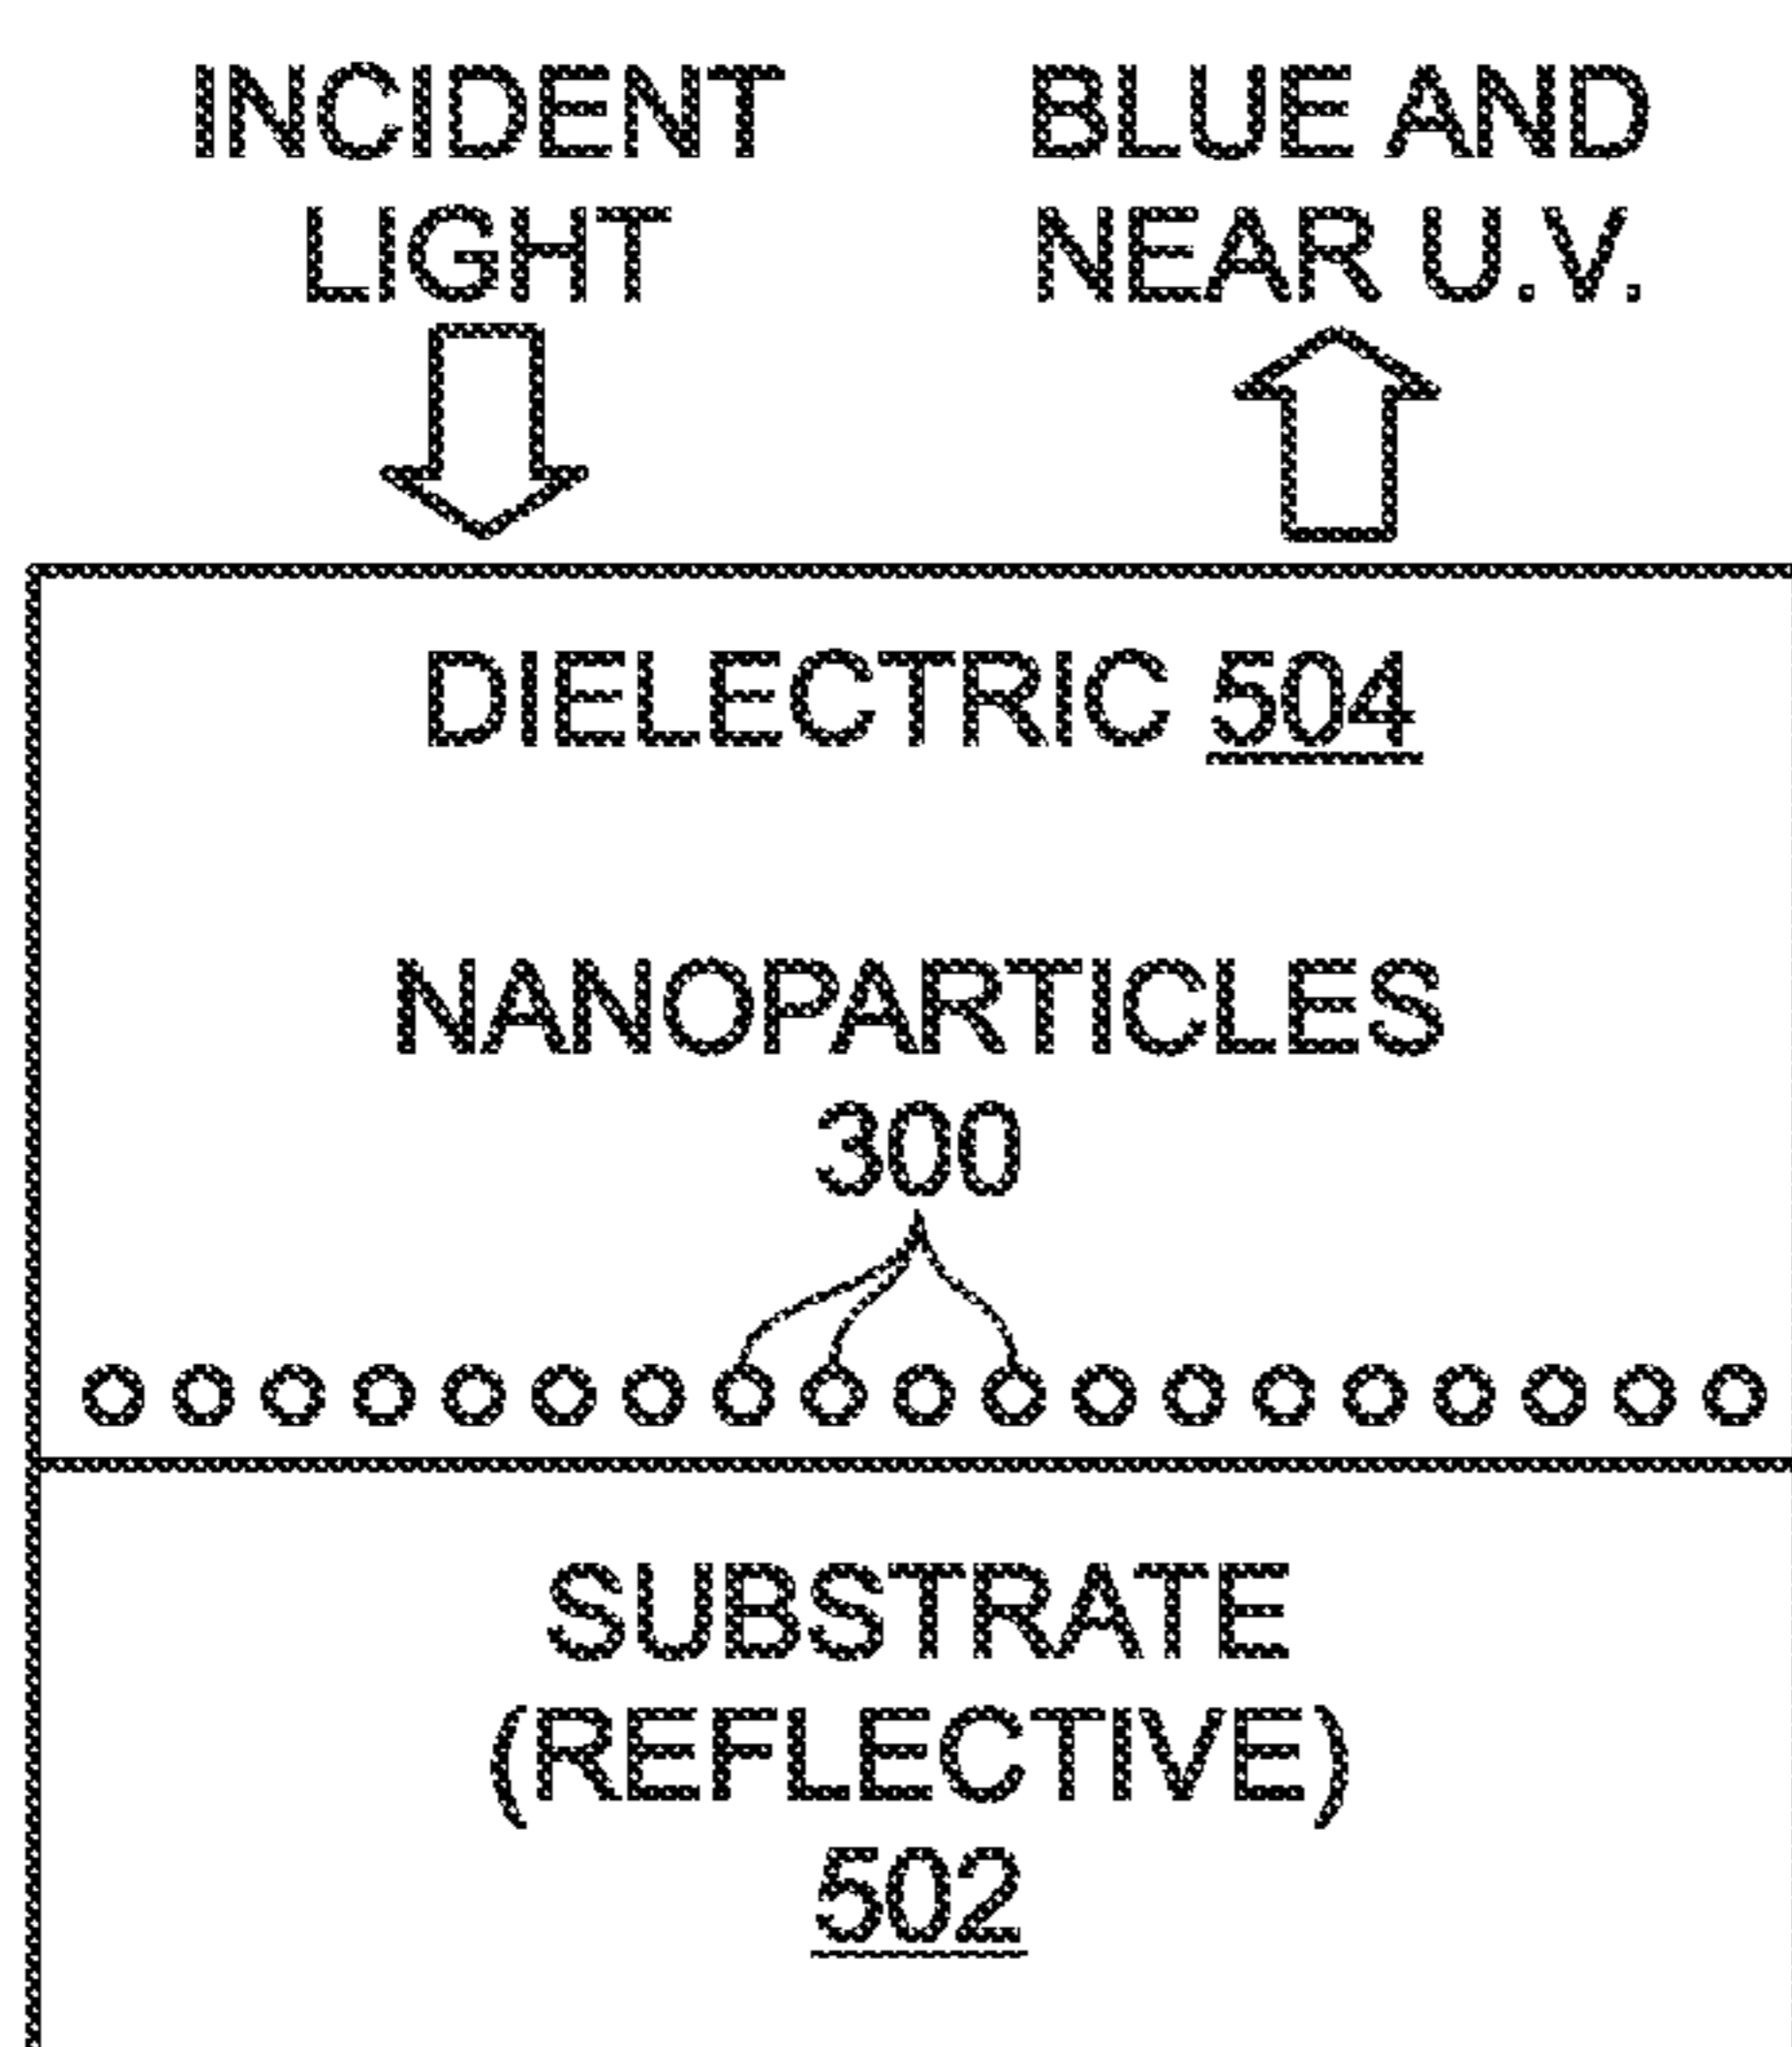 INCIDENT
LIGHT
BLUE AND
NEAR U.V.
DIELECTRIC 504
NANOPARTICLES
300
SUBSTRATE
(REFLECTIVE)
502